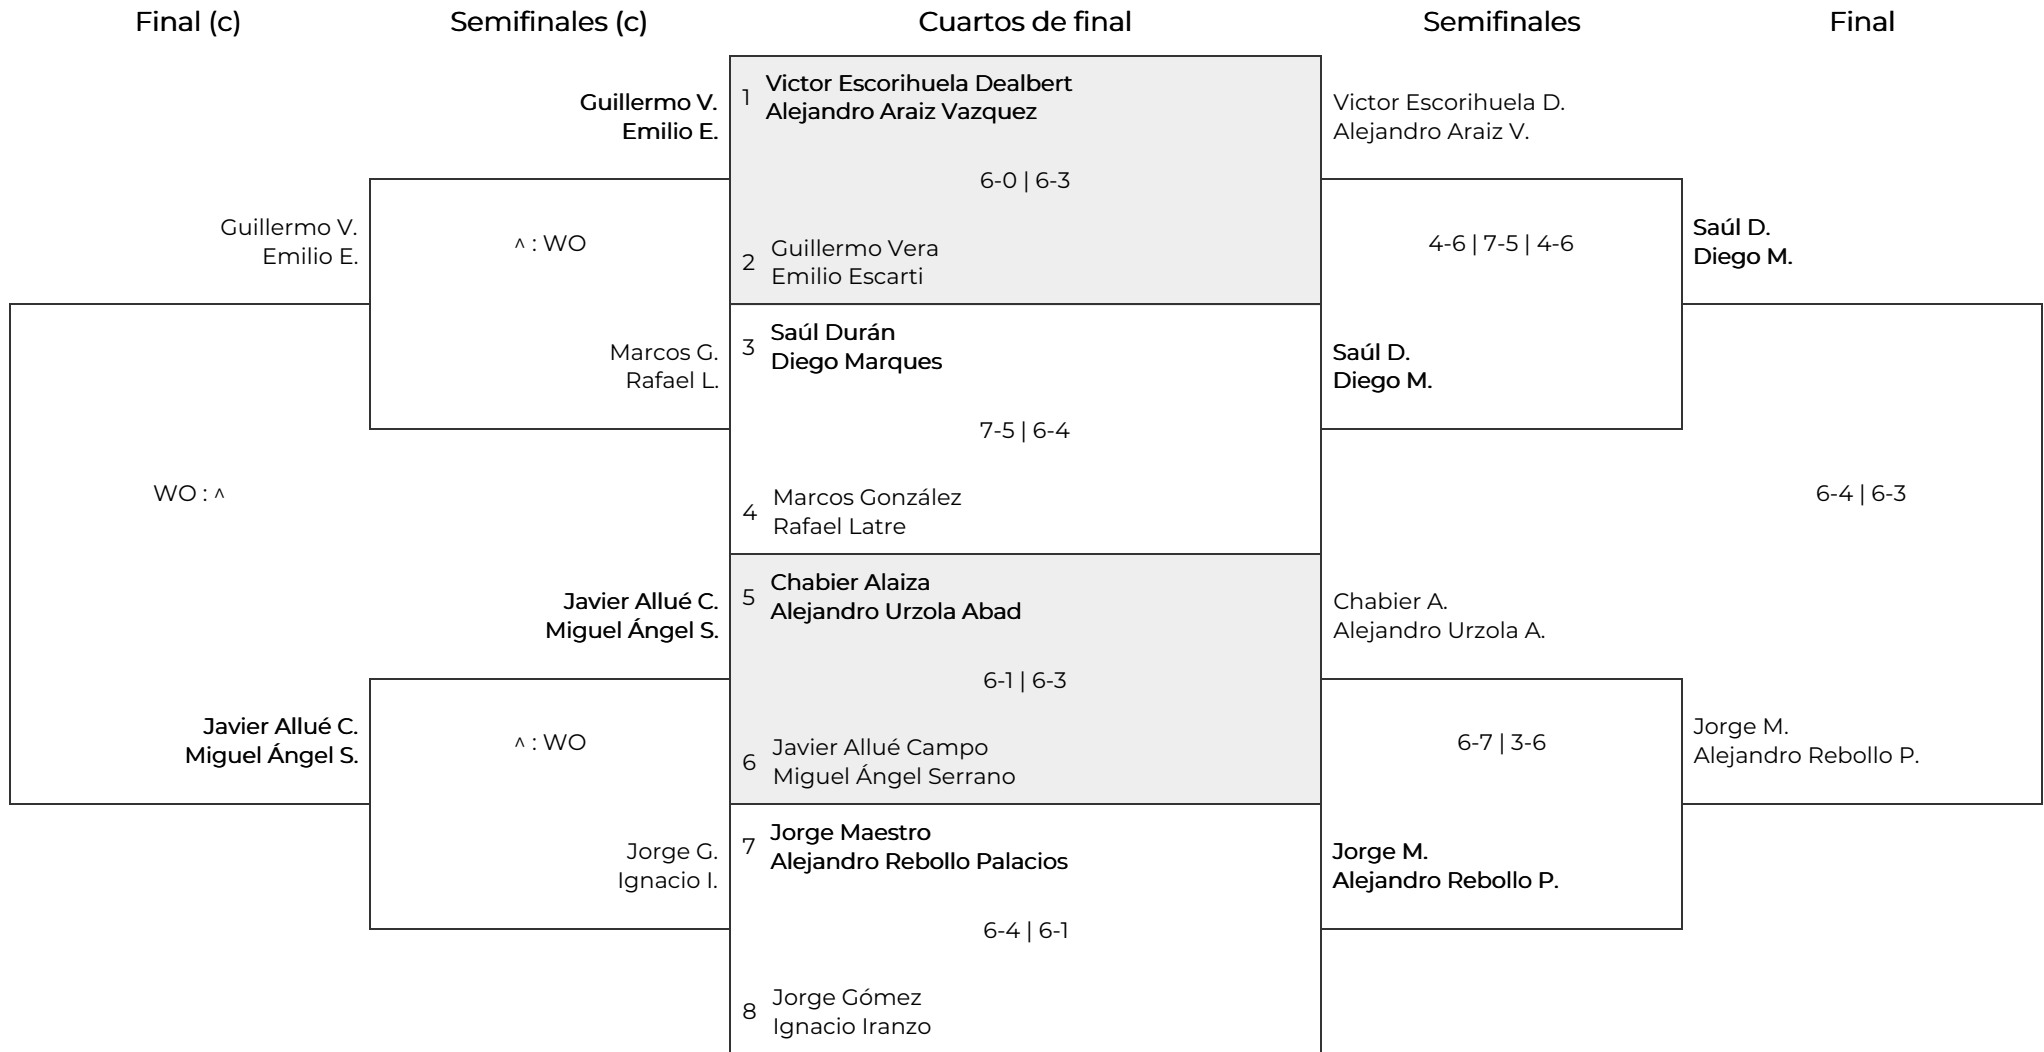 Final (c)
Semifinales (c)
Cuartos de final
Semifinales
Final
Guillermo V.
Emilio E.
^ : WO
Marcos G.
Rafael L.
Guillermo V.
Emilio E.
WO : ^
Javier Allué C.
Miguel Ángel S.
Javier Allué C.
Miguel Ángel S.
^ : WO
Jorge G.
Ignacio I.
1 Victor Escorihuela Dealbert
Alejandro Araiz Vazquez
6-0 | 6-3
2 Guillermo Vera
Emilio Escarti
3 Saúl Durán
Diego Marques
7-5 | 6-4
4 Marcos González
Rafael Latre
5 Chabier Alaiza
Alejandro Urzola Abad
6-1 | 6-3
6 Javier Allué Campo
Miguel Ángel Serrano
7 Jorge Maestro
Alejandro Rebollo Palacios
6-4 | 6-1
8 Jorge Gómez
Ignacio Iranzo
Victor Escorihuela D.
Alejandro Araiz V.
4-6 | 7-5 | 4-6
Saúl D.
Diego M.
Chabier A.
Alejandro Urzola A.
6-7 | 3-6
Jorge M.
Alejandro Rebollo P.
Saúl D.
Diego M.
6-4 | 6-3
Jorge M.
Alejandro Rebollo P.